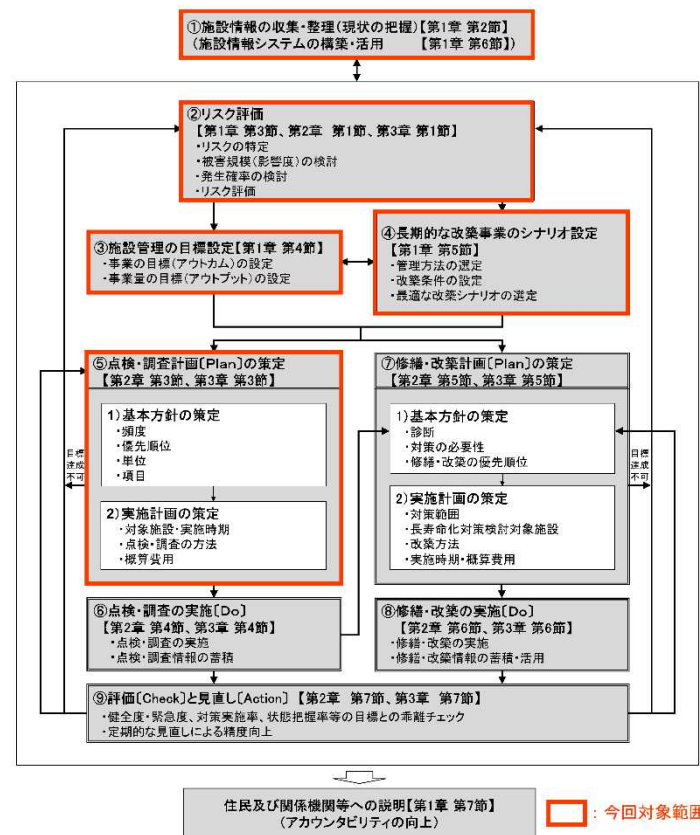 ①施設情報の収集・整理(現状の把握)【第1章 第2節】
(施設情報システムの構築・活用 【第1章 第6節】)
②リスク評価
【第1章 第3節、第2章 第1節、第3章 第1節】
・リスクの特定
・被害規模(影響度)の検討
・発生確率の検討
・リスク評価
③施設管理の目標設定【第1章 第4節】
・事業の目標(アウトカム)の設定
・事業量の目標(アウトプット)の設定
④長期的な改築事業のシナリオ設定
【第1章 第5節】
・管理方法の選定
・改築条件の設定
・最適な改築シナリオの選定
⑤点検・調査計画〔Plan〕の策定
【第2章 第3節、第3章 第3節】
1)基本方針の策定
・頻度
・優先順位
・単位
・項目
2)実施計画の策定
・対象施設・実施時期
・点検・調査の方法
・概算費用
目標
達成
不可
⑦修繕・改築計画〔Plan〕の策定
【第2章 第5節、第3章 第5節】
1)基本方針の策定
・診断
・対策の必要性
・修繕・改築の優先順位
2)実施計画の策定
・対策範囲
・長寿命化対策検討対象施設
・改築方法
・実施時期・概算費用
目標
達成
不可
⑥点検・調査の実施〔Do〕
【第2章 第4節、第3章 第4節】
・点検・調査の実施
・点検・調査情報の蓄積
⑧修繕・改築の実施〔Do〕
【第2章 第6節、第3章 第6節】
・修繕・改築の実施
・修繕・改築情報の蓄積・活用
⑨評価〔Check〕と見直し〔Action〕 【第2章 第7節、第3章 第7節】
・健全度・緊急度、対策実施率、状態把握率等の目標との乖離チェック
・定期的な見直しによる精度向上
住民及び関係機関等への説明【第1章 第7節】
(アカウンタビリティの向上)
:今回対象範囲